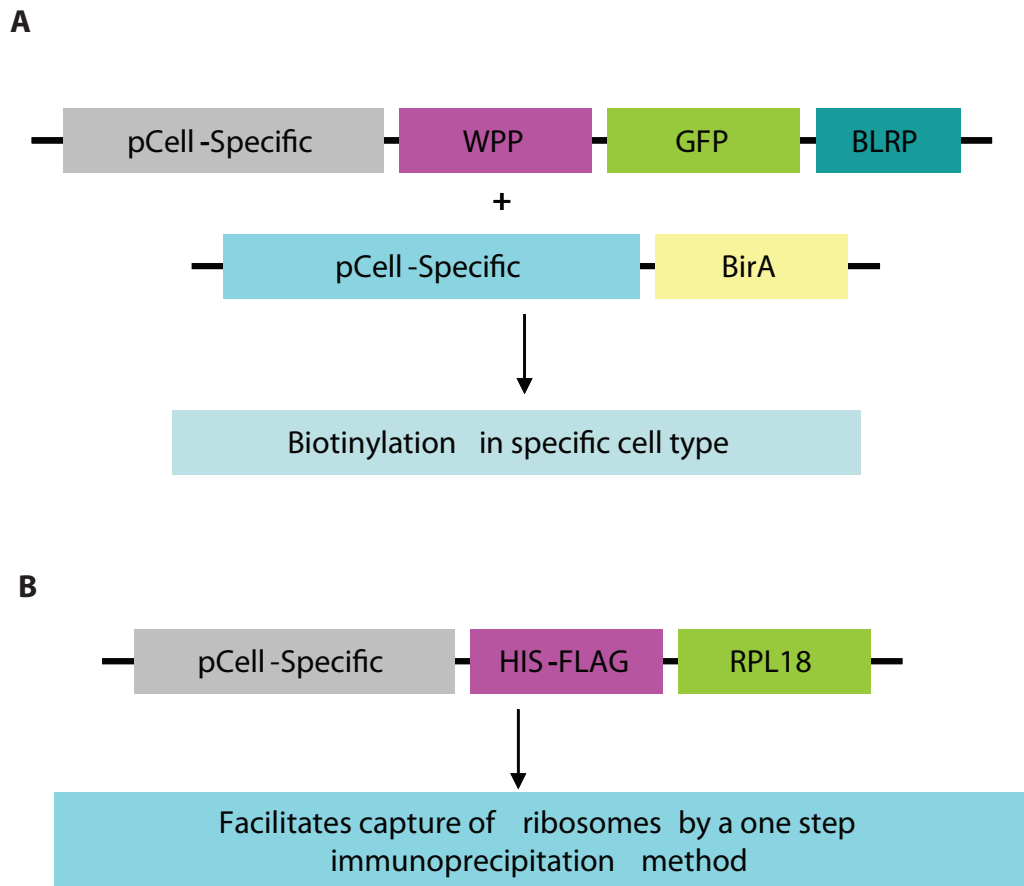 A
pCell-Specific WPP GFP BLRP
+
pCell-Specific BirA
Biotinylation in specific cell type
B
pCell-Specific HIS-FLAG RPL18
Facilitates capture of ribosomes by a one step
immunoprecipitation method